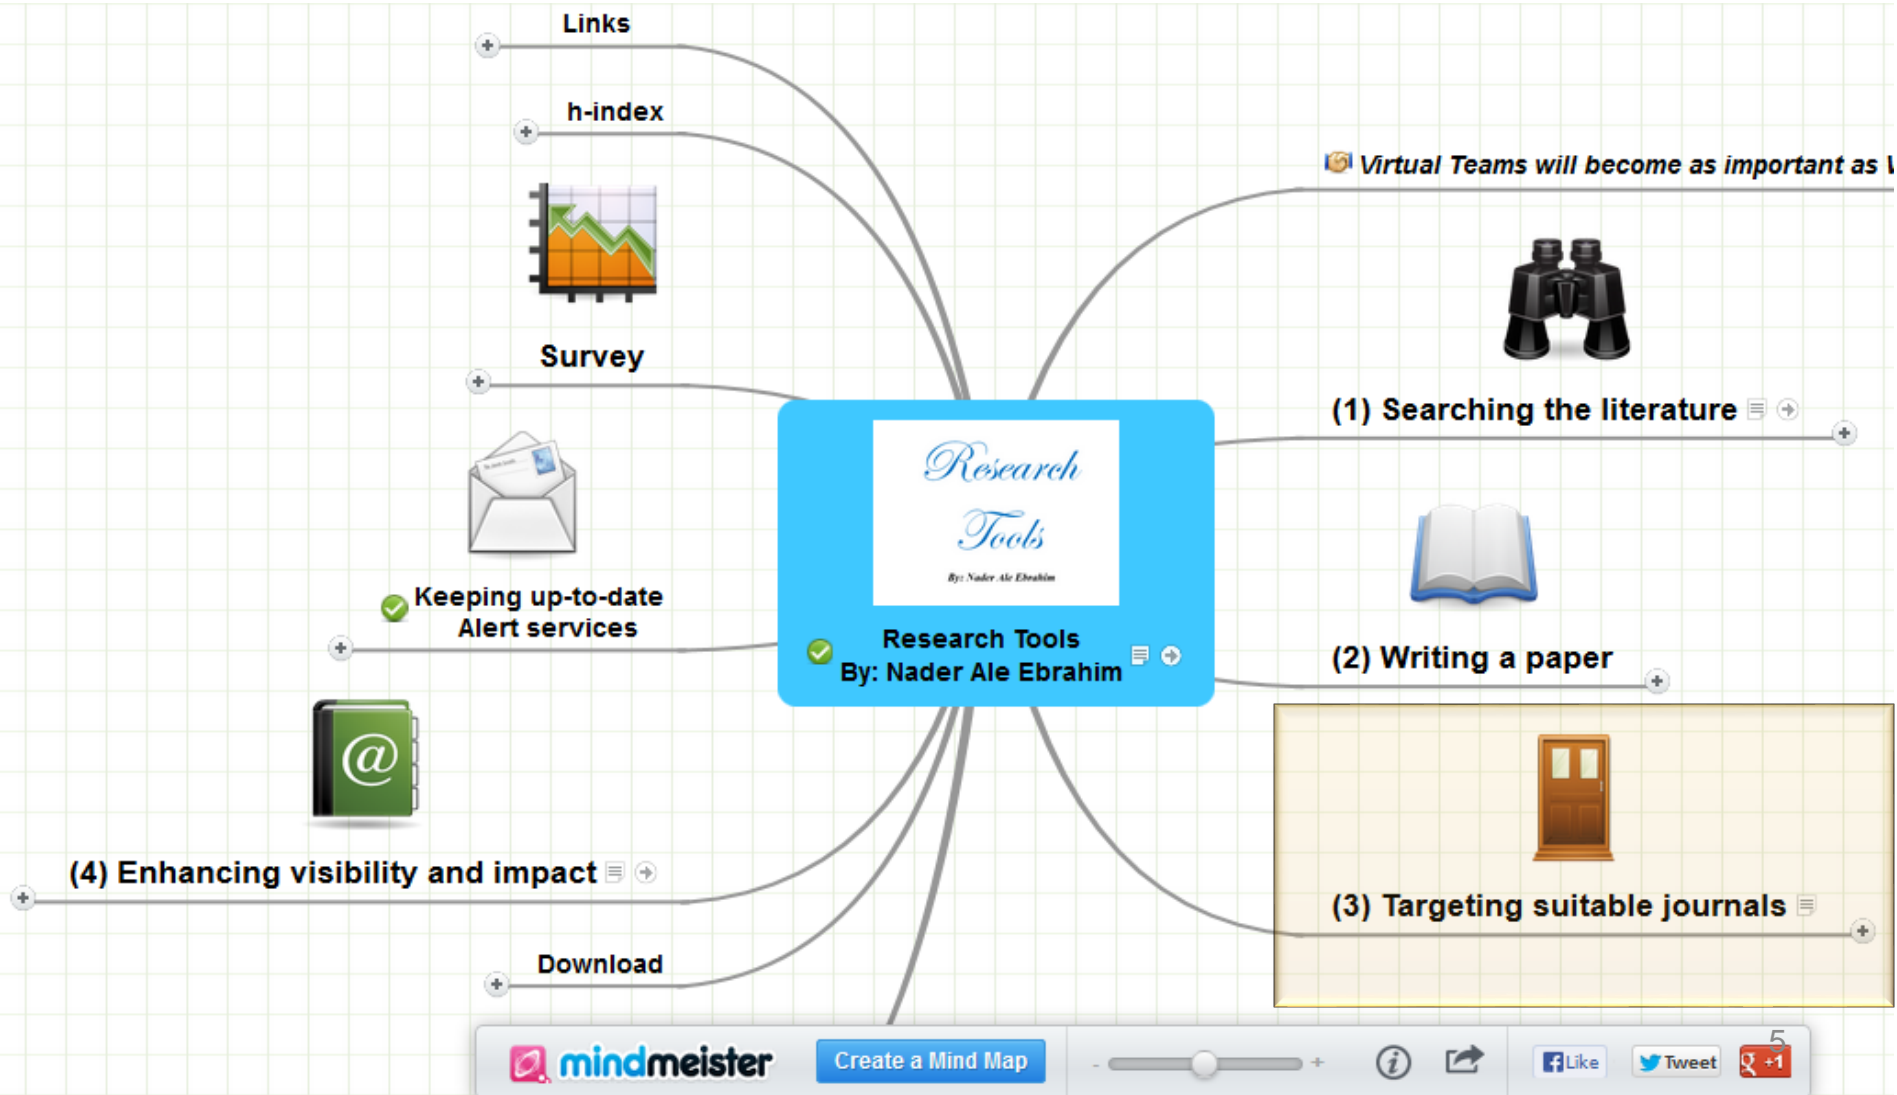 Links
h-index
Survey
Keeping up-to-date
Alert services
(4) Enhancing visibility and impact
Download
Research
Tools
By: Nader Ale Ebrahim
Research Tools
By: Nader Ale Ebrahim
Virtual Teams will become as important as
(1) Searching the literature
(2) Writing a paper
(3) Targeting suitable journals
mindmeister
Create a Mind Map
- +
Like
Tweet
g +1
5